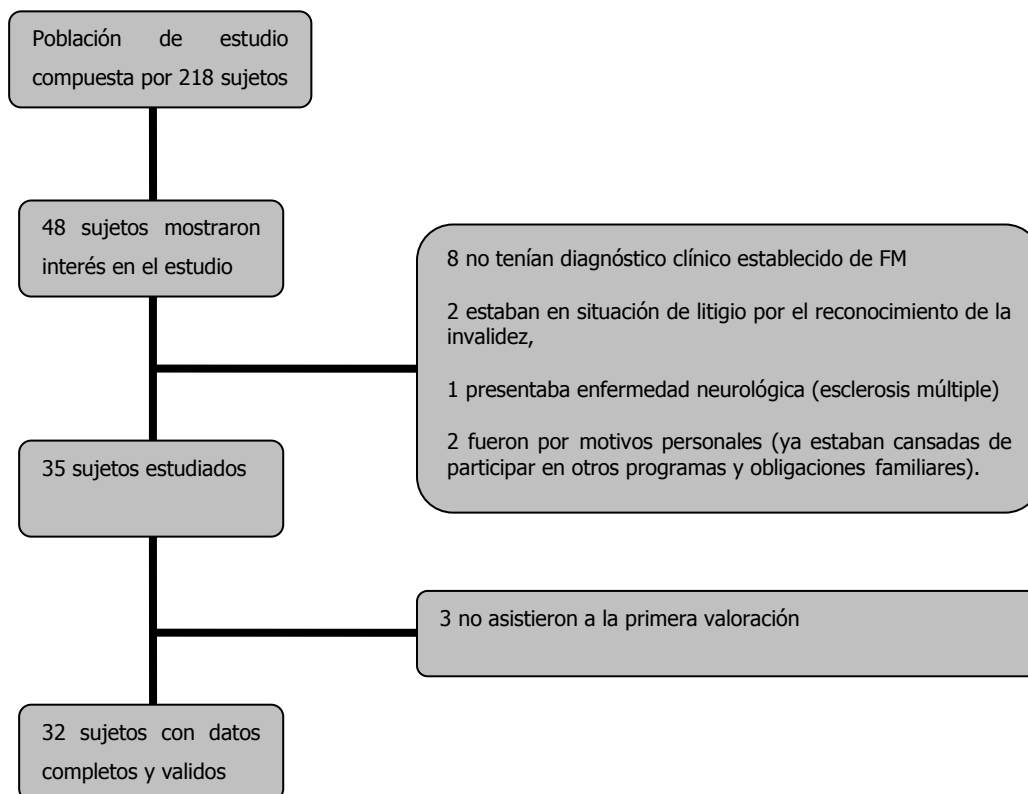 Población de estudio
compuesta por 218 sujetos
48 sujetos mostraron
interés en el estudio
8 no tenían diagnóstico clínico establecido de FM
2 estaban en situación de litigio por el reconocimiento de la
invalidez,
1 presentaba enfermedad neurológica (esclerosis múltiple)
2 fueron por motivos personales (ya estaban cansadas de
participar en otros programas y obligaciones familiares).
35 sujetos estudiados
3 no asistieron a la primera valoración
32 sujetos con datos
completos y validos